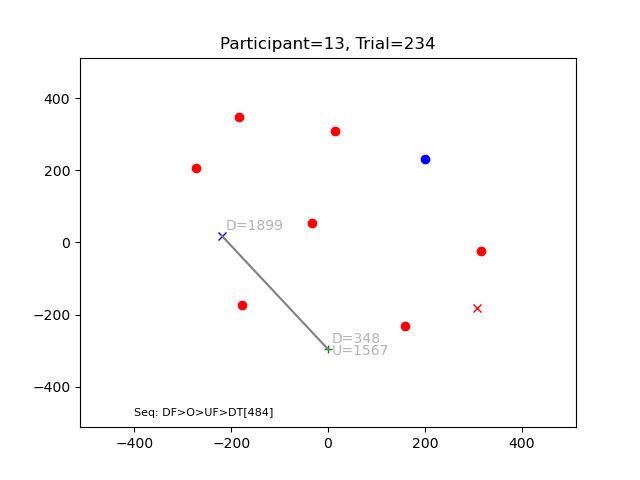 Participant=13, Trial=234
400
200
0
−200
−400
D=1899
D=348
U=1567
Seq: DF>O>UF>DT[484]
−400 −200 0 200 400